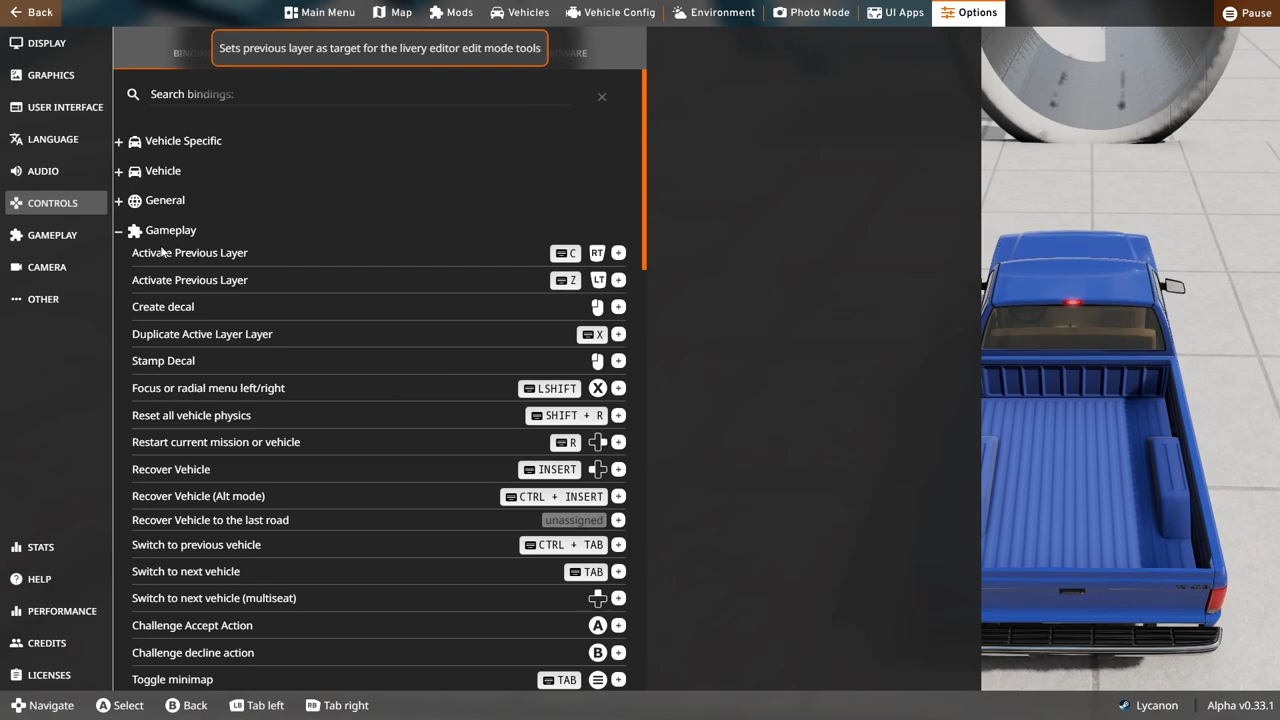 Back
Main Menu
Map
Mods
Vehicles
Vehicle Config
Environment
Photo Mode
UI Apps
Options
Pause
DISPLAY
GRAPHICS
USER INTERFACE
LANGUAGE
AUDIO
CONTROLS
GAMEPLAY
CAMERA
OTHER
STATS
HELP
PERFORMANCE
CREDITS
LICENSES
Sets previous layer as target for the livery editor edit mode tools
Search bindings:
Vehicle Specific
Vehicle
General
Gameplay
Activate Previous Layer C RT
Activate Previous Layer Z LT
Create decal
Duplicate Active Layer Layer X
Stamp Decal
Focus or radial menu left/right LSHIFT X
Reset all vehicle physics SHIFT + R
Restart current mission or vehicle R
Recover Vehicle INSERT
Recover Vehicle (Alt mode) CTRL + INSERT
Recover Vehicle to the last road unassigned
Switch to previous vehicle CTRL + TAB
Switch to next vehicle TAB
Switch to next vehicle (multiseat)
Challenge Accept Action A
Challenge decline action B
Toggle minimap TAB
Navigate
A Select
B Back
LB Tab left
RB Tab right
Lycanon
Alpha v0.33.1